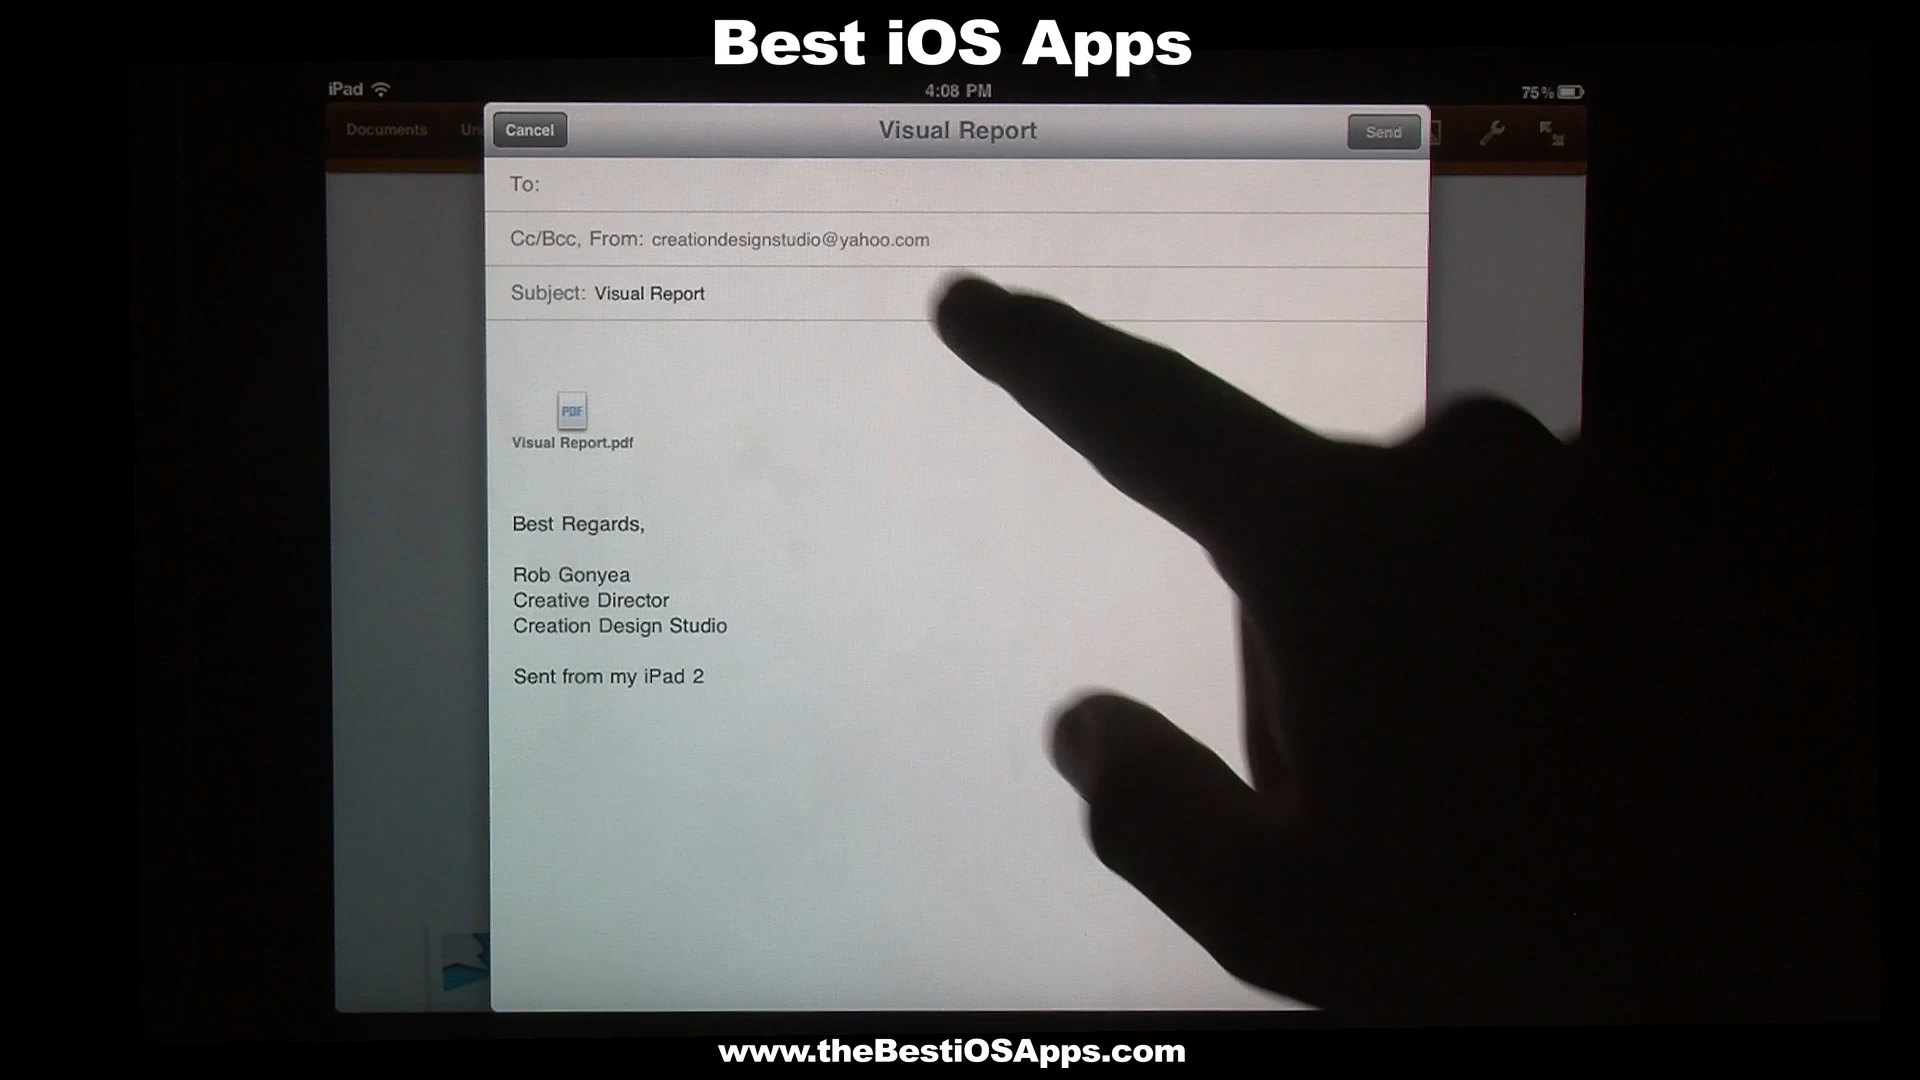 Best iOS Apps
iPad 4:08 PM 75%
Documents Un
Cancel Visual Report Send
To:
Cc/Bcc, From: creationdesignstudio@yahoo.com
Subject: Visual Report
PDF
Visual Report.pdf
Best Regards,
Rob Gonyea
Creative Director
Creation Design Studio
Sent from my iPad 2
www.theBestiOSApps.com